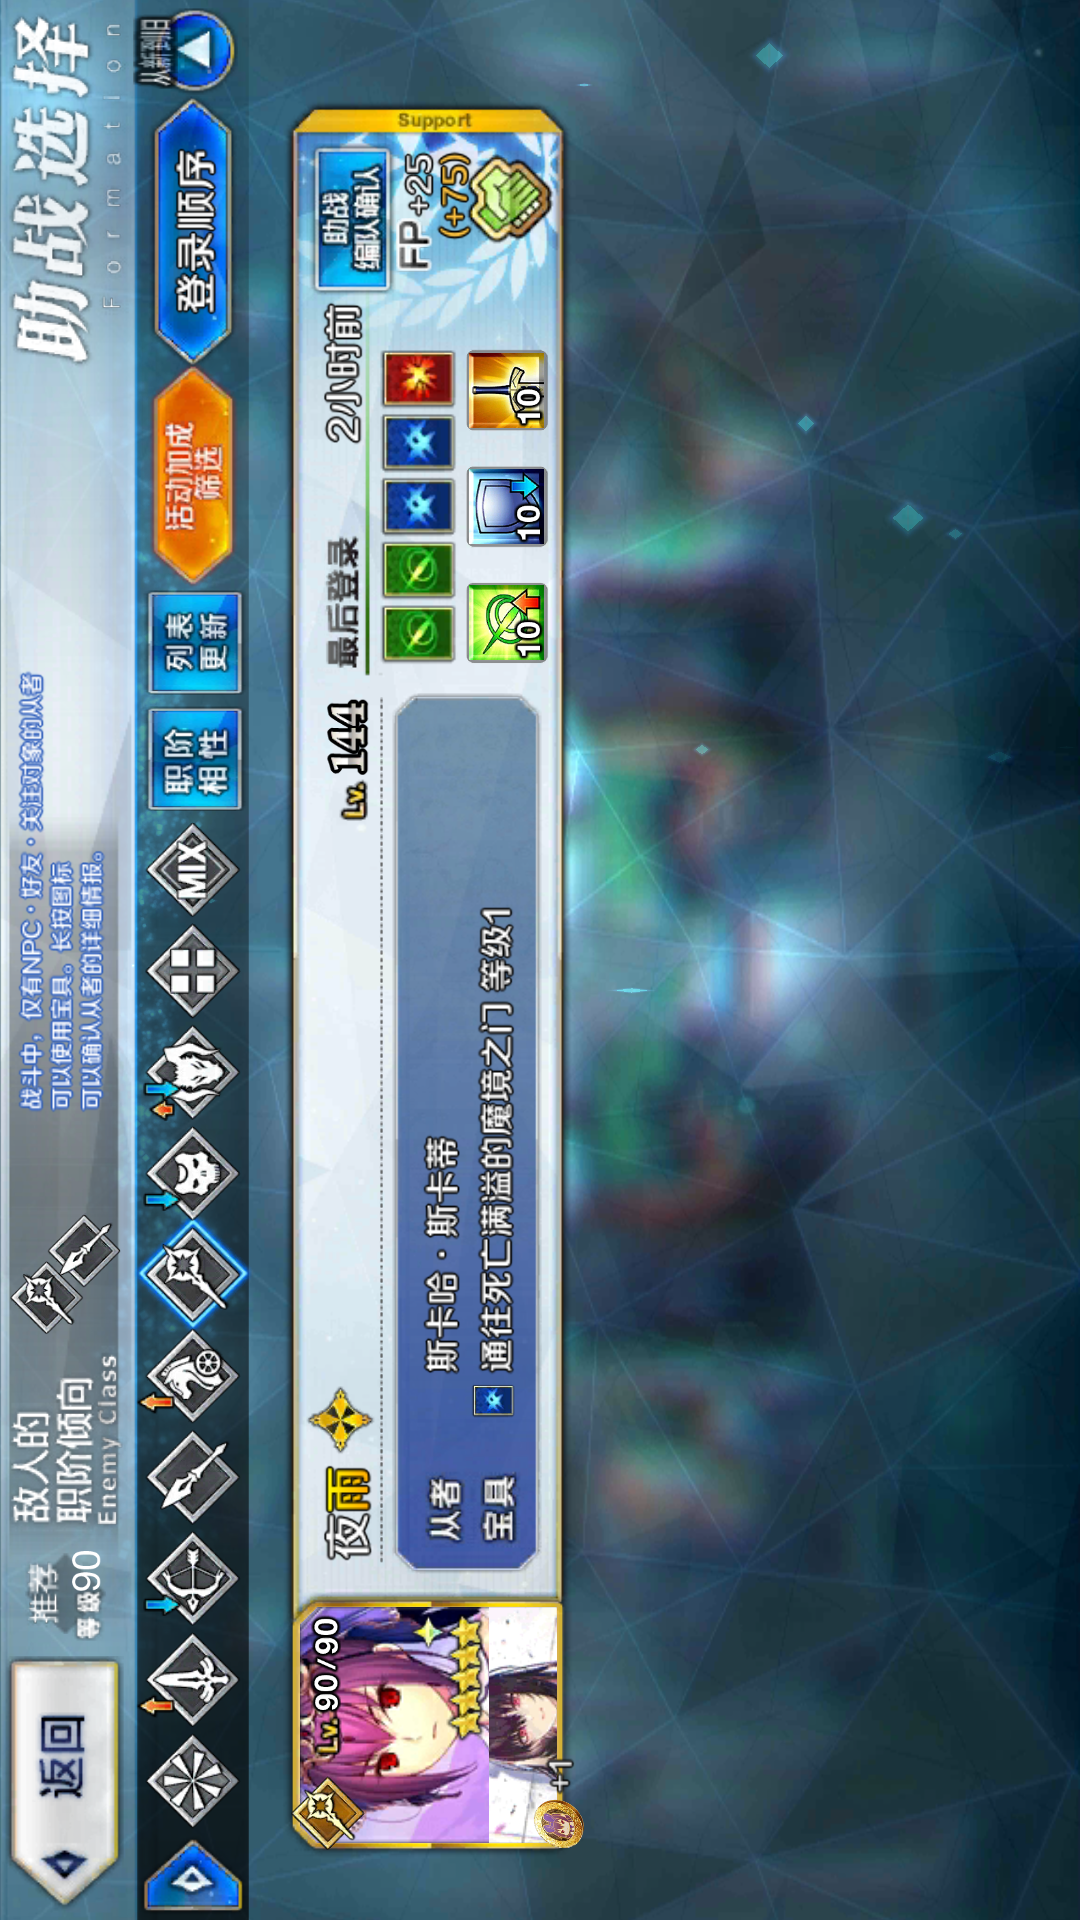 返回
推荐
等级90
敌人的
职阶倾向
Enemy Class
战斗中，仅有NPC・好友・关注对象的从者
可以使用宝具。长按图标
可以确认从者的详细情报。
助战选择
Formation
MIX
职阶
相性
列表
更新
活动加成
筛选
登录顺序
从新到旧
Lv. 90/90
+1
夜雨
Lv. 144
最后登录 2小时前
从者 斯卡哈・斯卡蒂
宝具 通往死亡满溢的魔境之门 等级1
10 10 10
助战
编队确认
FP+25
(+75)
Support